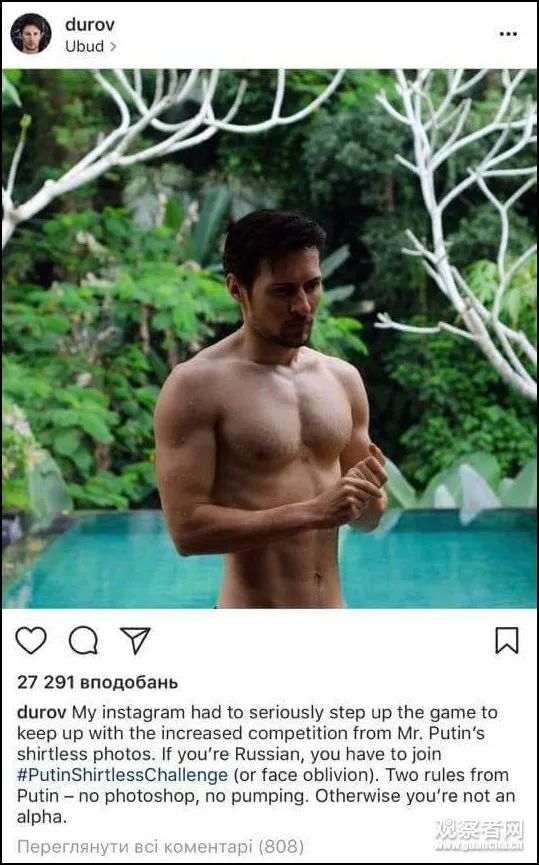 durov
Ubud >
27 291 вподобань
durov My instagram had to seriously step up the game to
keep up with the increased competition from Mr. Putin's
shirtless photos. If you're Russian, you have to join
#PutinShirtlessChallenge (or face oblivion). Two rules from
Putin – no photoshop, no pumping. Otherwise you're not an
alpha.
Переглянути всі коментарі (808)
观察者网
www.guancha.cn